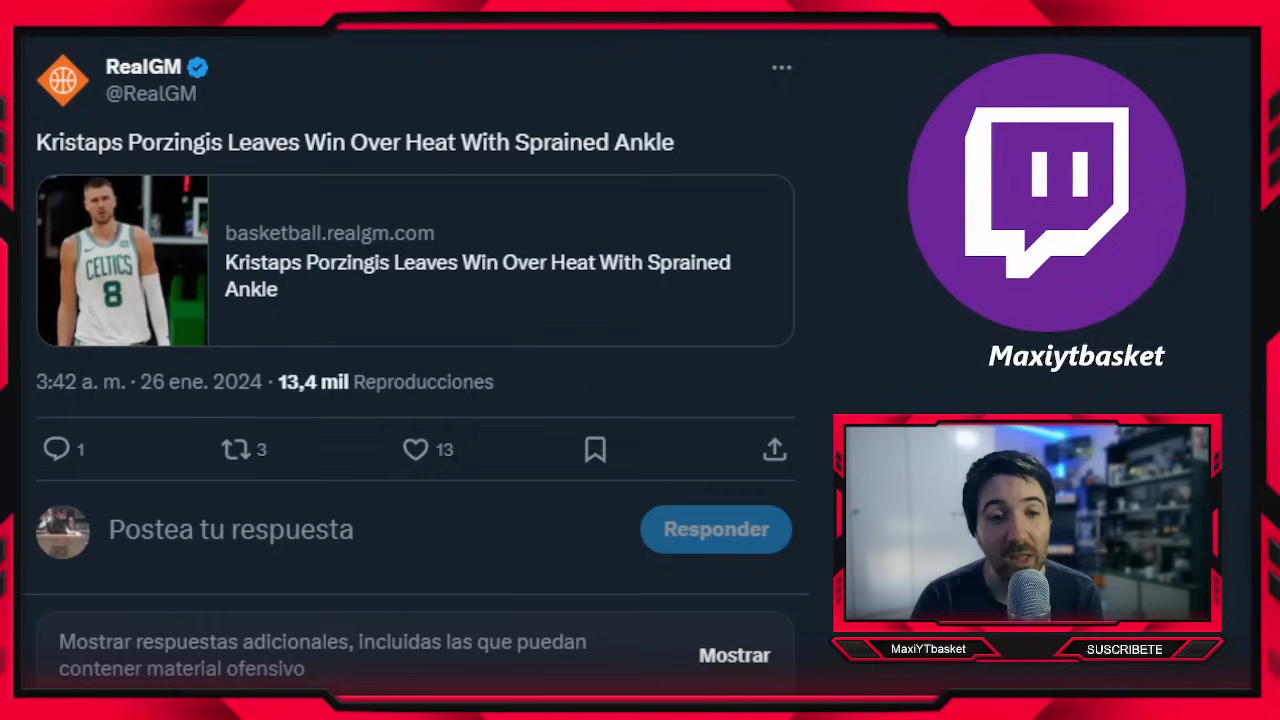 RealGM
@RealGM
Kristaps Porzingis Leaves Win Over Heat With Sprained Ankle
basketball.realgm.com
Kristaps Porzingis Leaves Win Over Heat With Sprained
Ankle
CELTICS
8
3:42 a. m. · 26 ene. 2024 · 13,4 mil Reproducciones
1
3
13
Postea tu respuesta
Responder
Mostrar respuestas adicionales, incluidas las que puedan
contener material ofensivo
Mostrar
Maxiytbasket
MaxiYTbasket
SUSCRIBETE